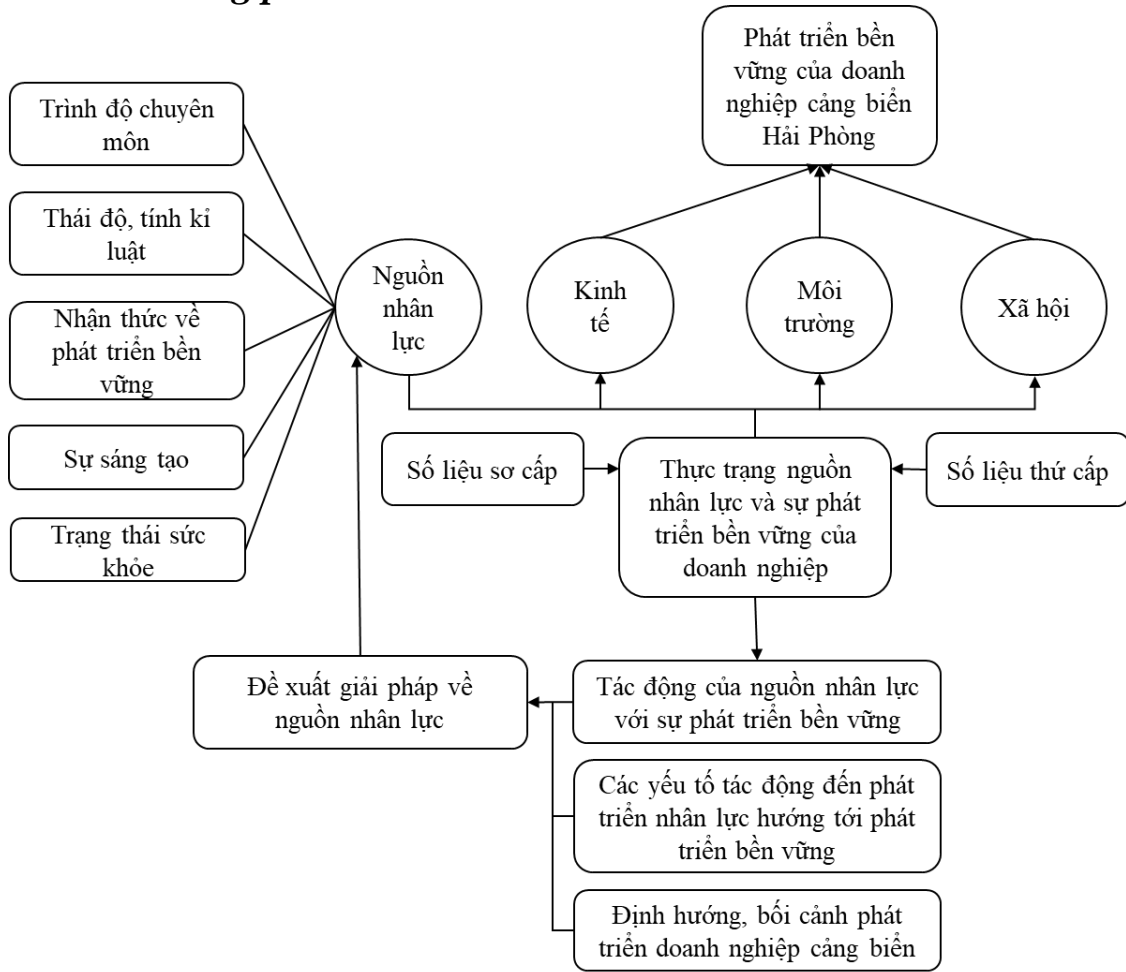 Phát triển bền
vững của doanh
nghiệp cảng biển
Hải Phòng
Trình độ chuyên
môn
Thái độ, tính kỉ
luật
Nhận thức về
phát triển bền
vững
Sự sáng tạo
Trạng thái sức
khỏe
Nguồn
nhân
lực
Kinh
tế
Môi
trường
Xã hội
Số liệu sơ cấp
Thực trạng nguồn
nhân lực và sự phát
triển bền vững của
doanh nghiệp
Số liệu thứ cấp
Đề xuất giải pháp về
nguồn nhân lực
Tác động của nguồn nhân lực
với sự phát triển bền vững
Các yếu tố tác động đến phát
triển nhân lực hướng tới phát
triển bền vững
Định hướng, bối cảnh phát
triển doanh nghiệp cảng biển